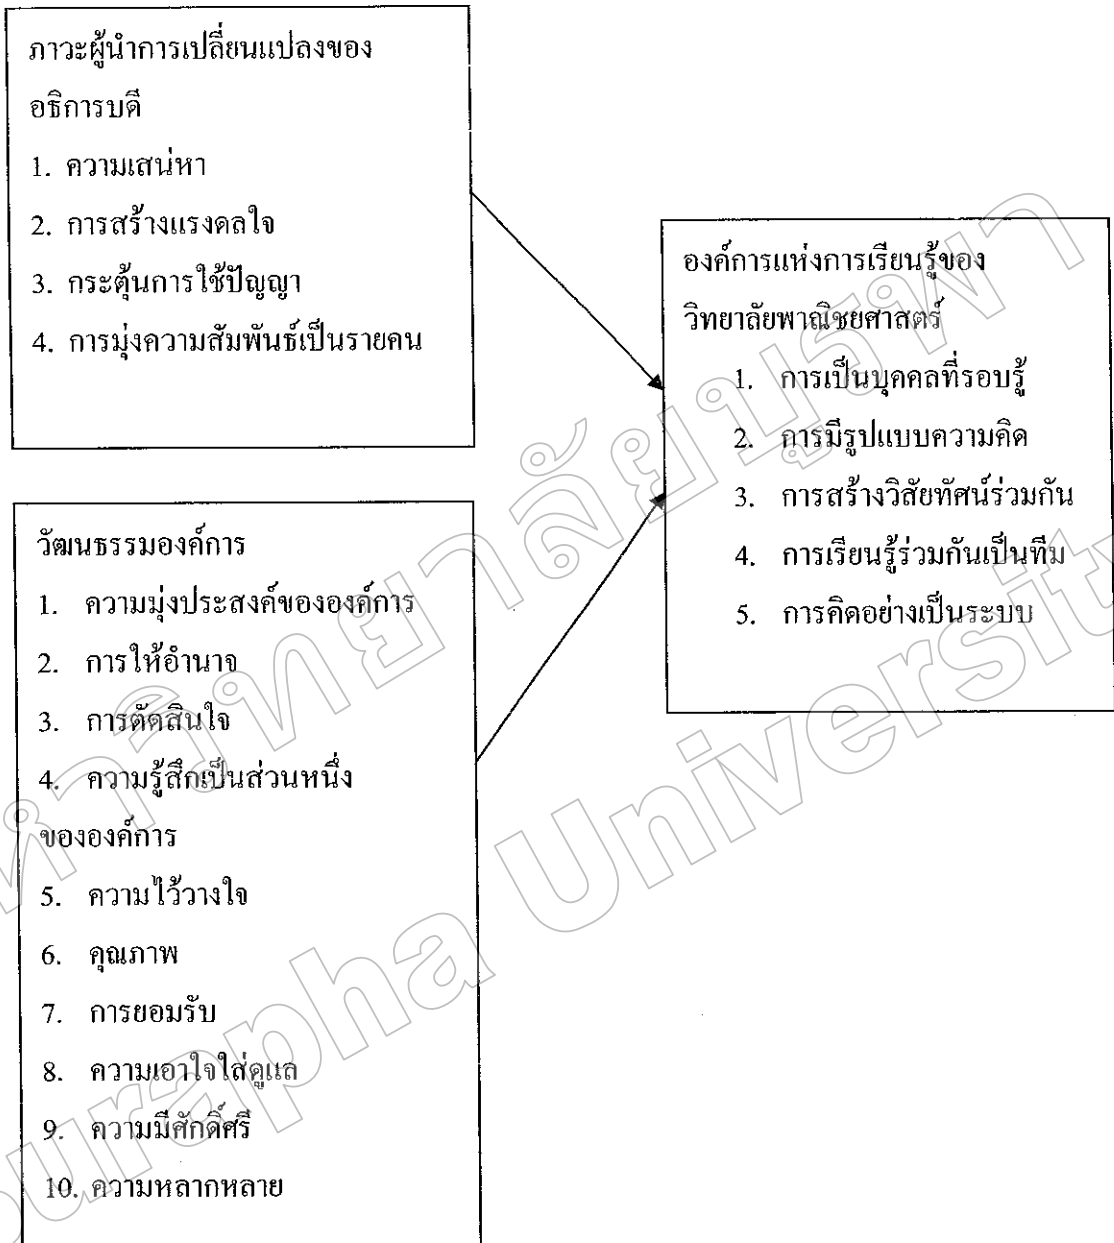 ภาวะผู้นำการเปลี่ยนแปลงของ
อธิการบดี
1. ความเสน่หา
2. การสร้างแรงดลใจ
3. กระตุ้นการใช้ปัญญา
4. การมุ่งความสัมพันธ์เป็นรายคน
วัฒนธรรมองค์การ
1. ความมุ่งประสงค์ขององค์การ
2. การให้อำนาจ
3. การตัดสินใจ
4. ความรู้สึกเป็นส่วนหนึ่ง
ขององค์การ
5. ความไว้วางใจ
6. คุณภาพ
7. การยอมรับ
8. ความเอาใจใส่ดูแล
9. ความมีศักดิ์ศรี
10. ความหลากหลาย
องค์การแห่งการเรียนรู้ของ
วิทยาลัยพาณิชยศาสตร์
1. การเป็นบุคคลที่รอบรู้
2. การมีรูปแบบความคิด
3. การสร้างวิสัยทัศน์ร่วมกัน
4. การเรียนรู้ร่วมกันเป็นทีม
5. การคิดอย่างเป็นระบบ
หาวิทยาลัยบูรพา
Burapha University